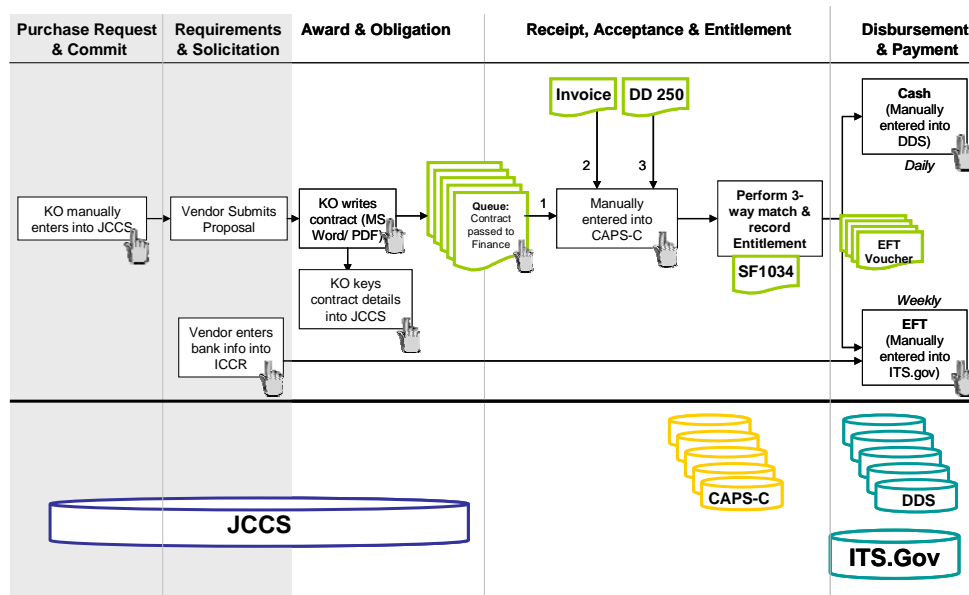 Purchase Request
& Commit
Requirements
& Solicitation
Award & Obligation
Receipt, Acceptance & Entitlement
Disbursement
& Payment
Invoice
DD 250
Cash
(Manually
entered into
DDS)
Daily
2
3
KO manually
enters into JCCS
Vendor Submits
Proposal
KO writes
contract (MS
Word/ PDF)
Queue:
Contract
passed to
Finance
1
Manually
entered into
CAPS-C
Perform 3-
way match &
record
Entitlement
SF1034
EFT
Voucher
KO keys
contract details
into JCCS
Vendor enters
bank info into
ICCR
Weekly
EFT
(Manually
entered into
ITS.gov)
JCCS
CAPS-C
DDS
ITS.Gov